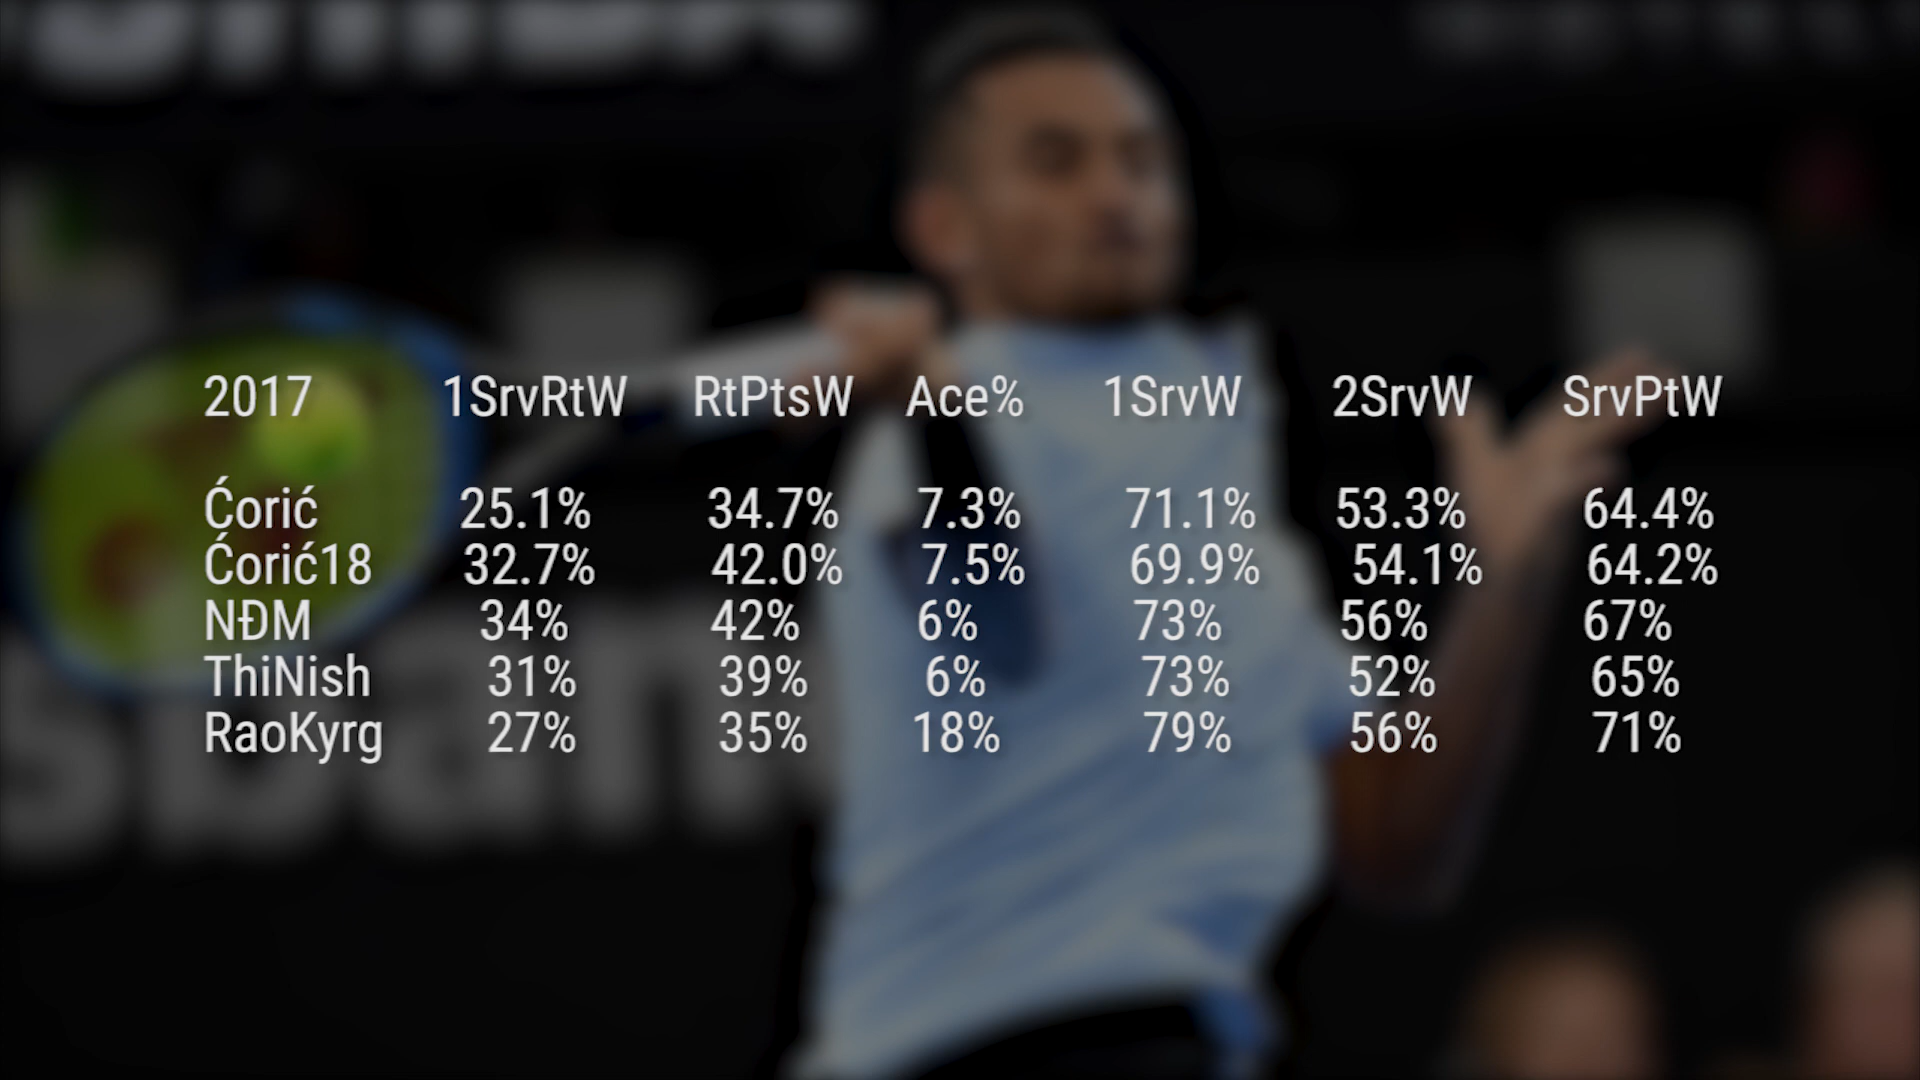 2017 1SrvRtW RtPtsW Ace% 1SrvW 2SrvW SrvPtW
Ćorić 25.1% 34.7% 7.3% 71.1% 53.3% 64.4%
Ćorić18 32.7% 42.0% 7.5% 69.9% 54.1% 64.2%
NĐM 34% 42% 6% 73% 56% 67%
ThiNish 31% 39% 6% 73% 52% 65%
RaoKyrg 27% 35% 18% 79% 56% 71%